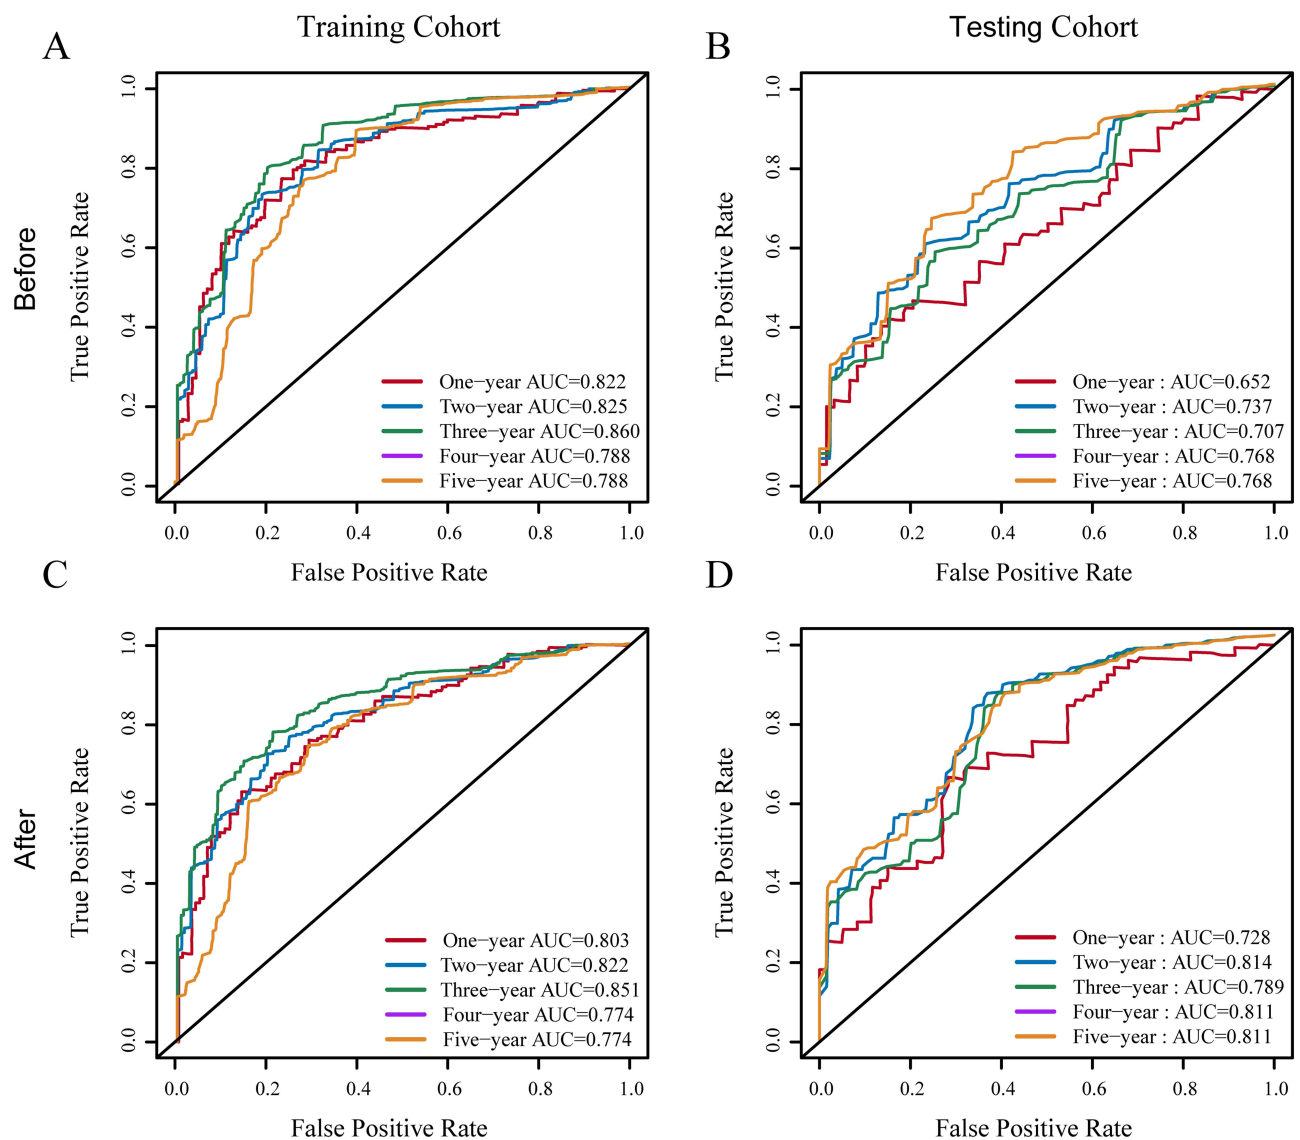 Training Cohort
Testing Cohort
A
B
Before
True Positive Rate
0.0 0.2 0.4 0.6 0.8 1.0
One−year AUC=0.822
Two−year AUC=0.825
Three−year AUC=0.860
Four−year AUC=0.788
Five−year AUC=0.788
0.0 0.2 0.4 0.6 0.8 1.0
False Positive Rate
True Positive Rate
0.0 0.2 0.4 0.6 0.8 1.0
One−year : AUC=0.652
Two−year : AUC=0.737
Three−year : AUC=0.707
Four−year : AUC=0.768
Five−year : AUC=0.768
0.0 0.2 0.4 0.6 0.8 1.0
False Positive Rate
C
D
After
True Positive Rate
0.0 0.2 0.4 0.6 0.8 1.0
One−year AUC=0.803
Two−year AUC=0.822
Three−year AUC=0.851
Four−year AUC=0.774
Five−year AUC=0.774
0.0 0.2 0.4 0.6 0.8 1.0
False Positive Rate
True Positive Rate
0.0 0.2 0.4 0.6 0.8 1.0
One−year : AUC=0.728
Two−year : AUC=0.814
Three−year : AUC=0.789
Four−year : AUC=0.811
Five−year : AUC=0.811
0.0 0.2 0.4 0.6 0.8 1.0
False Positive Rate